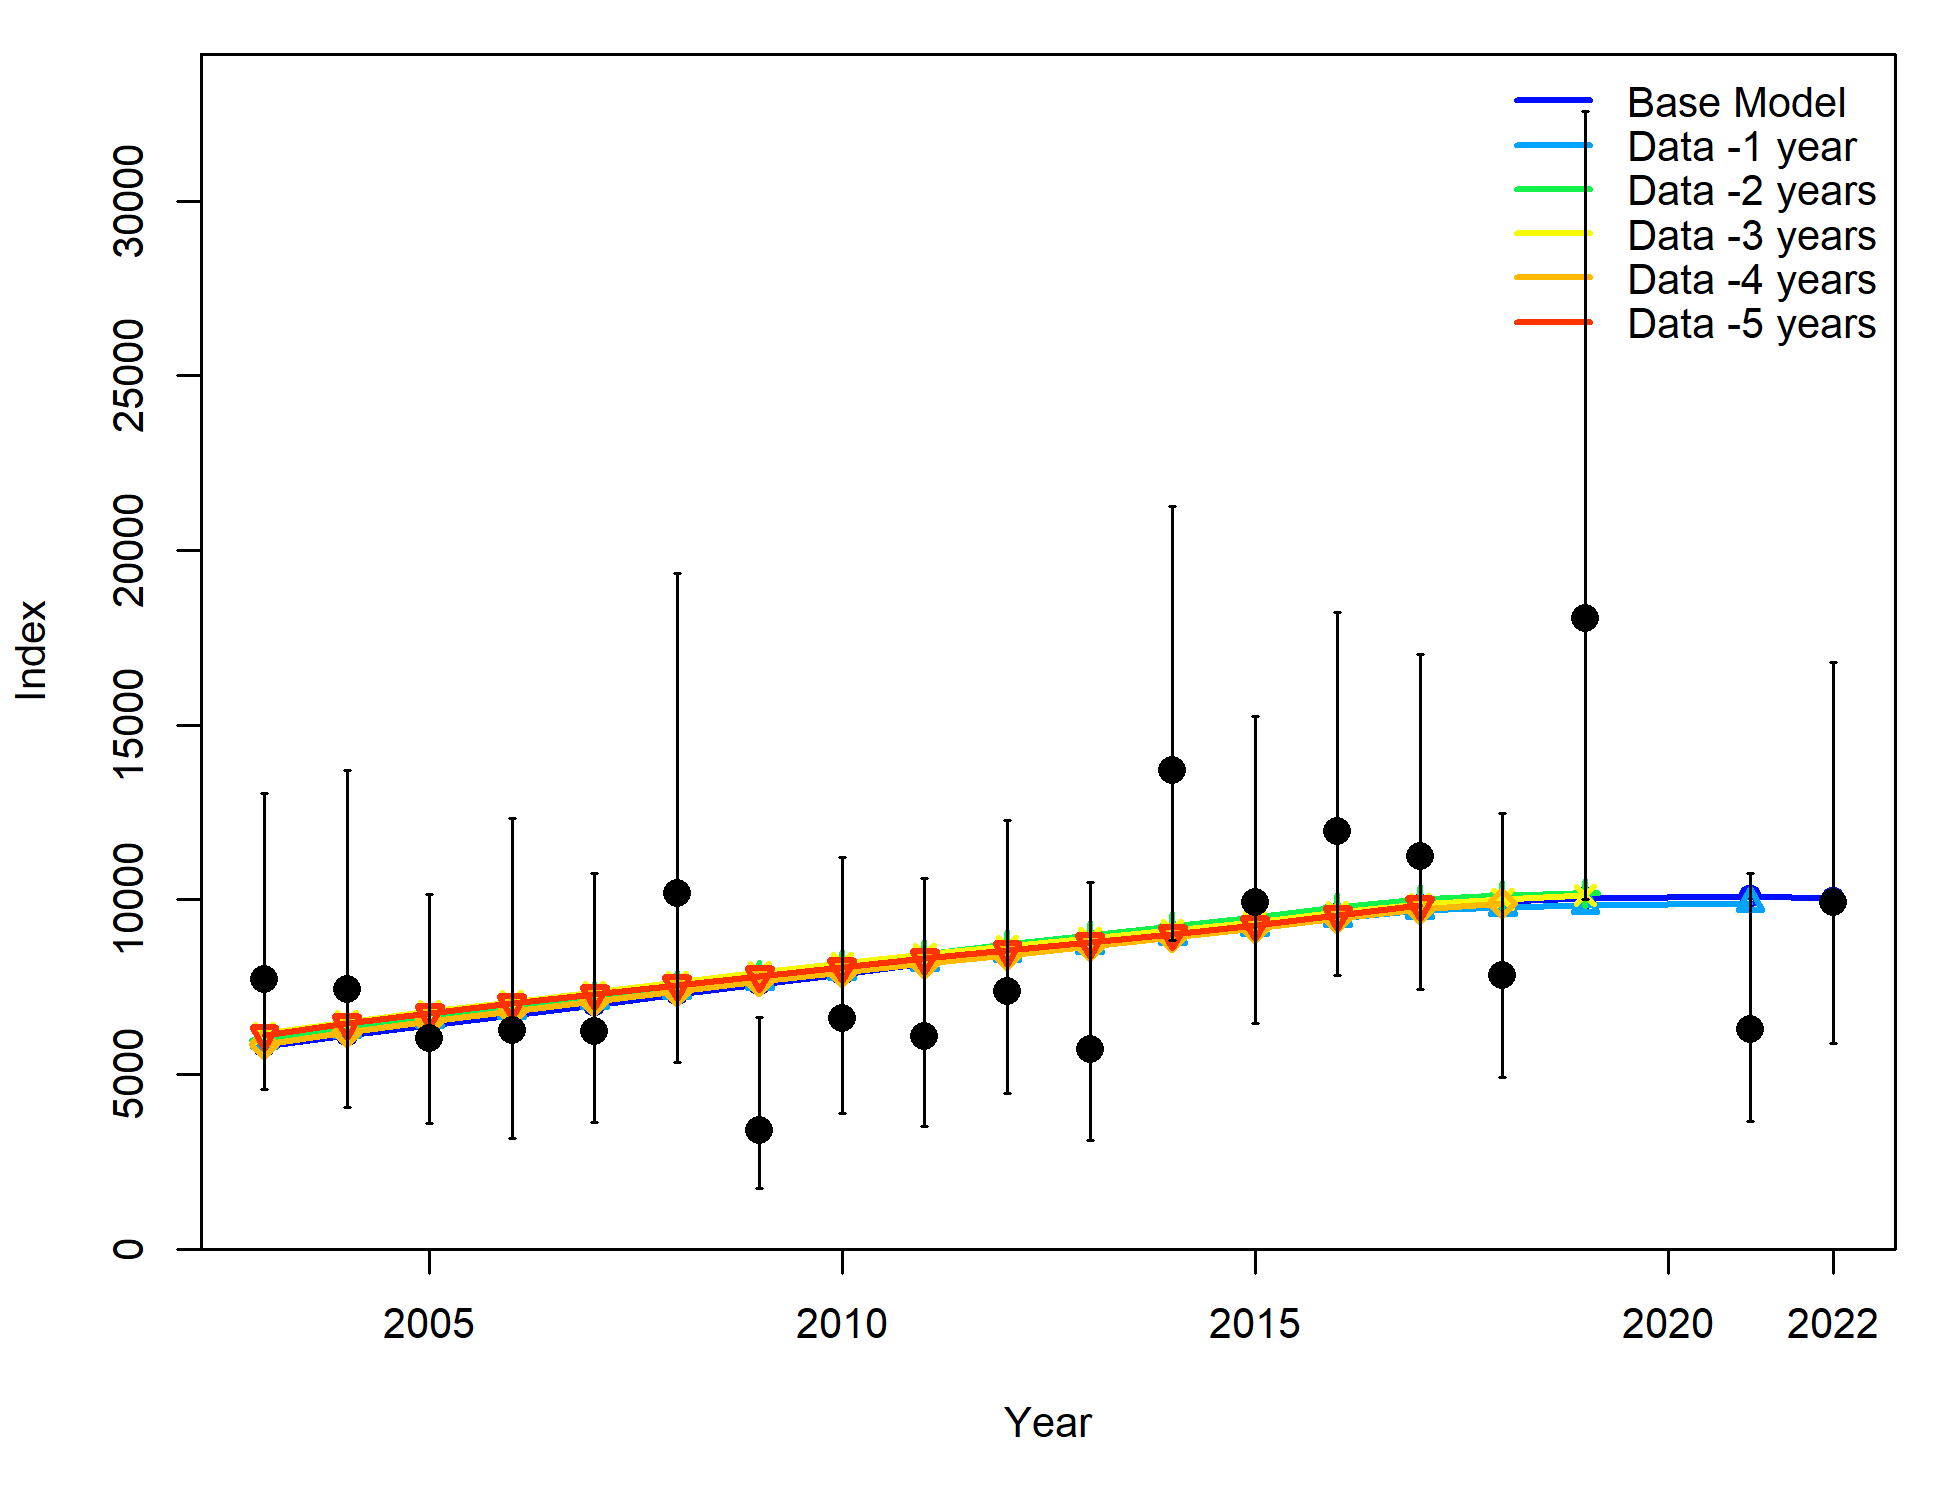 Base Model
Data -1 year
Data -2 years
Data -3 years
Data -4 years
Data -5 years
30000
25000
20000
15000
10000
5000
0
Index
2005
2010
2015
2020
2022
Year